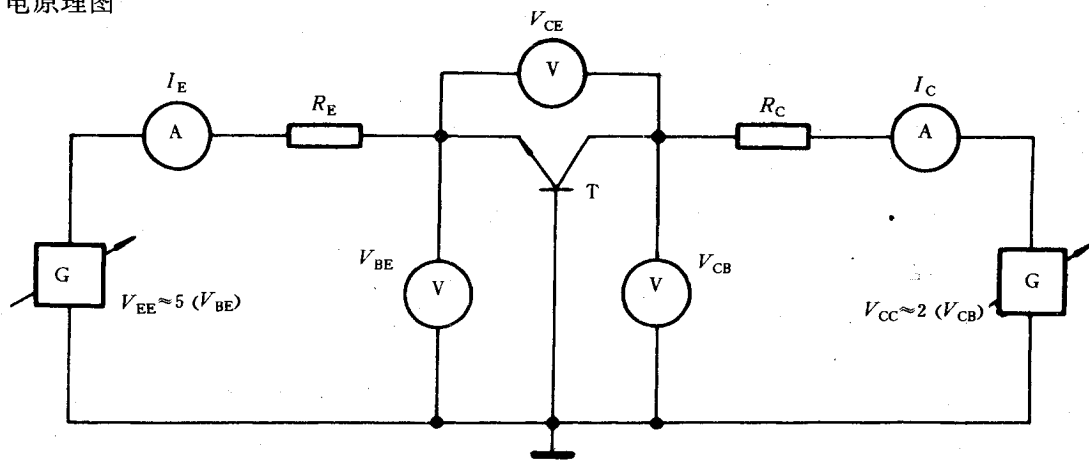 电原理图
V_CE
V
I_E
A
R_E
R_C
I_C
A
T
G
V_BE
V
V_CB
V
G
V_EE≈5 (V_BE)
V_CC≈2 (V_CB)